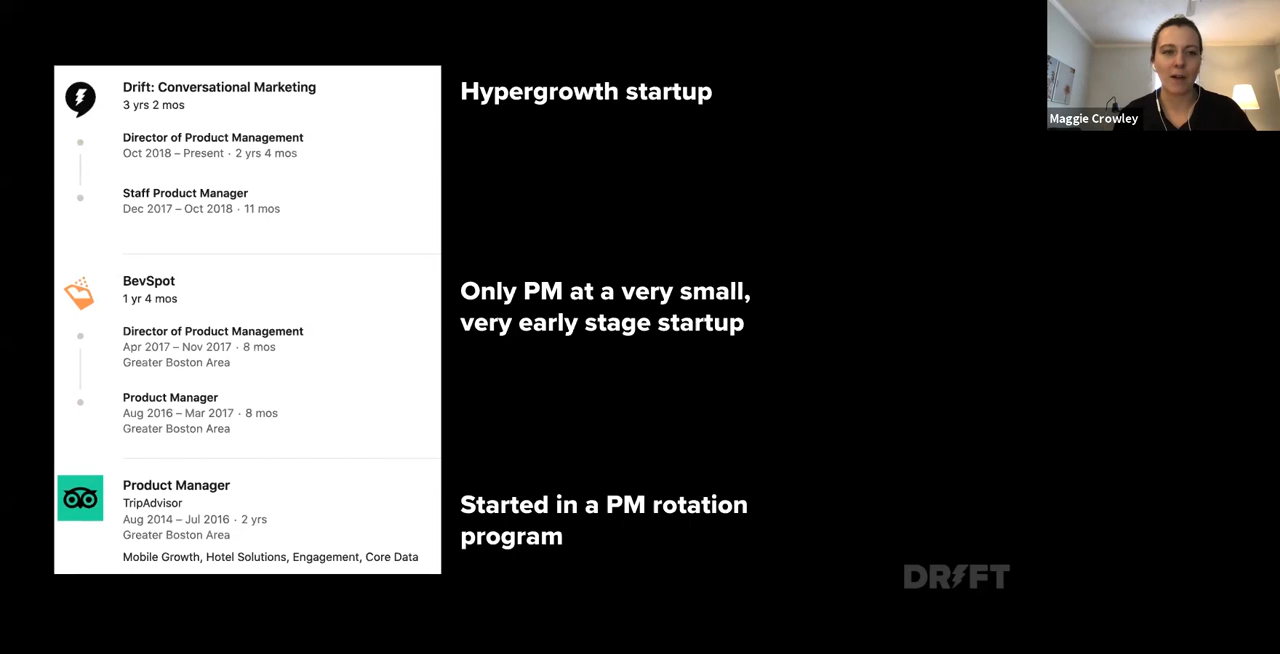 Drift: Conversational Marketing
3 yrs 2 mos
Director of Product Management
Oct 2018 – Present · 2 yrs 4 mos
Staff Product Manager
Dec 2017 – Oct 2018 · 11 mos
Hypergrowth startup
BevSpot
1 yr 4 mos
Director of Product Management
Apr 2017 – Nov 2017 · 8 mos
Greater Boston Area
Product Manager
Aug 2016 – Mar 2017 · 8 mos
Greater Boston Area
Only PM at a very small,
very early stage startup
Product Manager
TripAdvisor
Aug 2014 – Jul 2016 · 2 yrs
Greater Boston Area
Mobile Growth, Hotel Solutions, Engagement, Core Data
Started in a PM rotation
program
Maggie Crowley
DRIFT